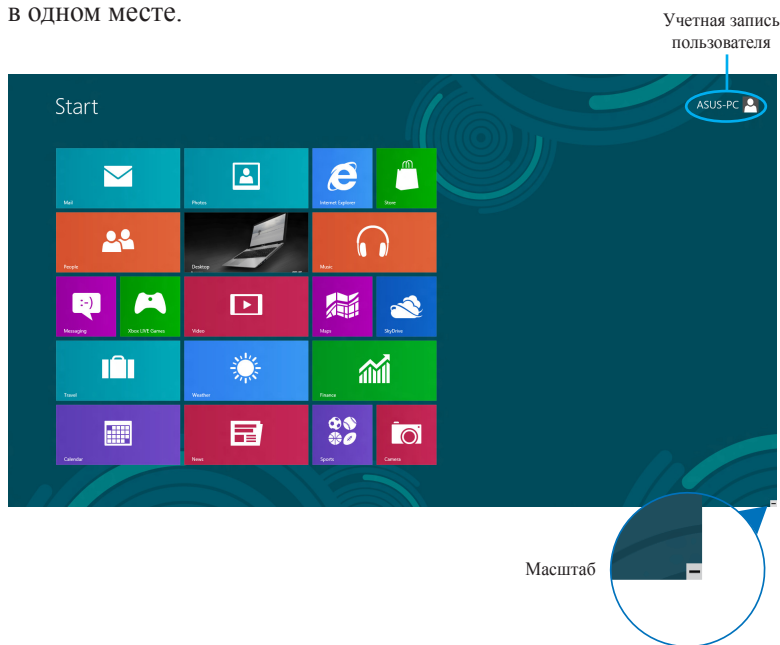 в одном месте.
Учетная запись
пользователя
Start
ASUS-PC
Mail
Photos
Internet Explorer
Store
People
Desktop
Music
Messaging
Xbox LIVE Games
Video
Maps
SkyDrive
Travel
Weather
Finance
Calendar
News
Sports
Camera
Масштаб